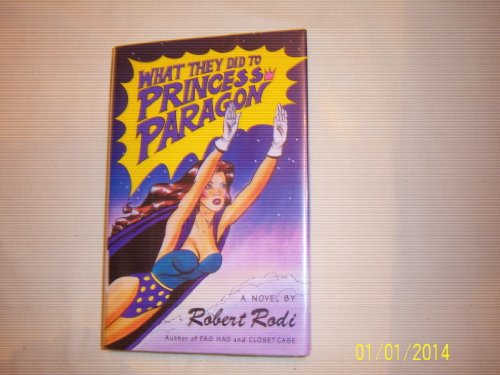 WHAT THEY DID TO
PRINCESS
PARAGON
A NOVEL BY
Robert Rodi
Author of FAG HAG and CLOSET CASE
01/01/2014